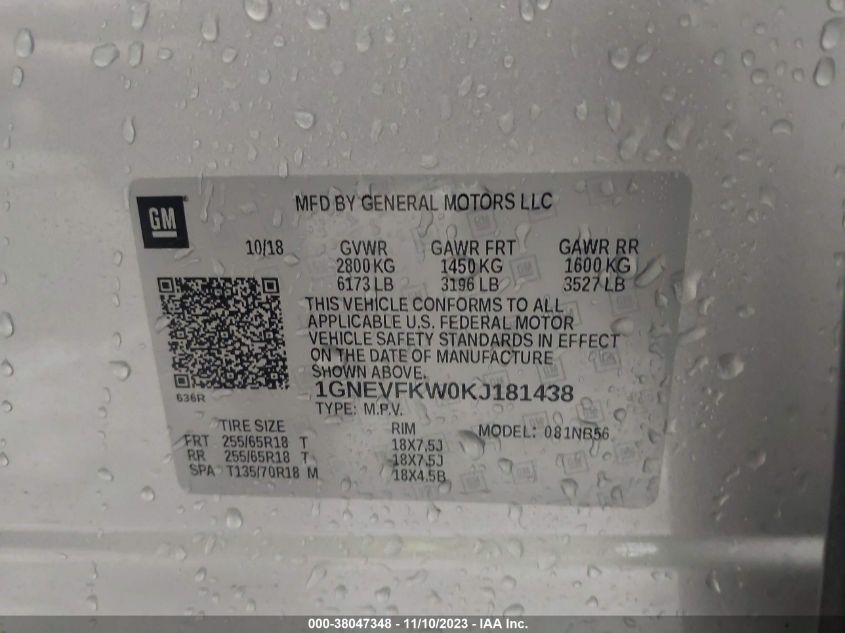 GM
MFD BY GENERAL MOTORS LLC
10/18 GVWR GAWR FRT GAWR RR
2800 KG 1450 KG 1600 KG
6173 LB 3196 LB 3527 LB
THIS VEHICLE CONFORMS TO ALL
APPLICABLE U.S. FEDERAL MOTOR
VEHICLE SAFETY STANDARDS IN EFFECT
ON THE DATE OF MANUFACTURE
SHOWN ABOVE.
636R
1GNEVFKW0KJ181438
TYPE: M.P.V.
TIRE SIZE RIM MODEL: 081NB56
FRT 255/65R18 T 18X7.5J
RR 255/65R18 T 18X7.5J
SPA T135/70R18 M 18X4.5B
000-38047348 - 11/10/2023 - IAA Inc.